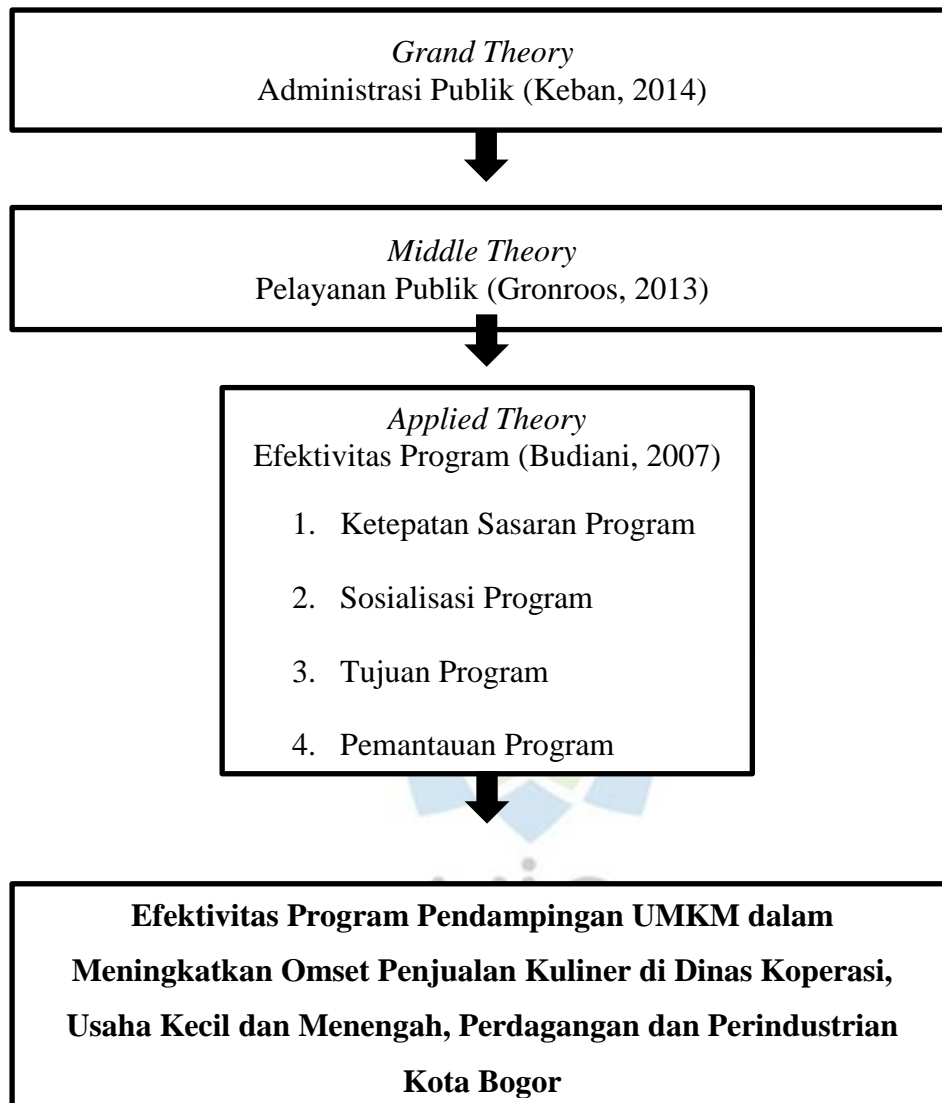 Grand Theory
Administrasi Publik (Keban, 2014)
Middle Theory
Pelayanan Publik (Gronroos, 2013)
Applied Theory
Efektivitas Program (Budiani, 2007)
1. Ketepatan Sasaran Program
2. Sosialisasi Program
3. Tujuan Program
4. Pemantauan Program
Efektivitas Program Pendampingan UMKM dalam
Meningkatkan Omset Penjualan Kuliner di Dinas Koperasi,
Usaha Kecil dan Menengah, Perdagangan dan Perindustrian
Kota Bogor